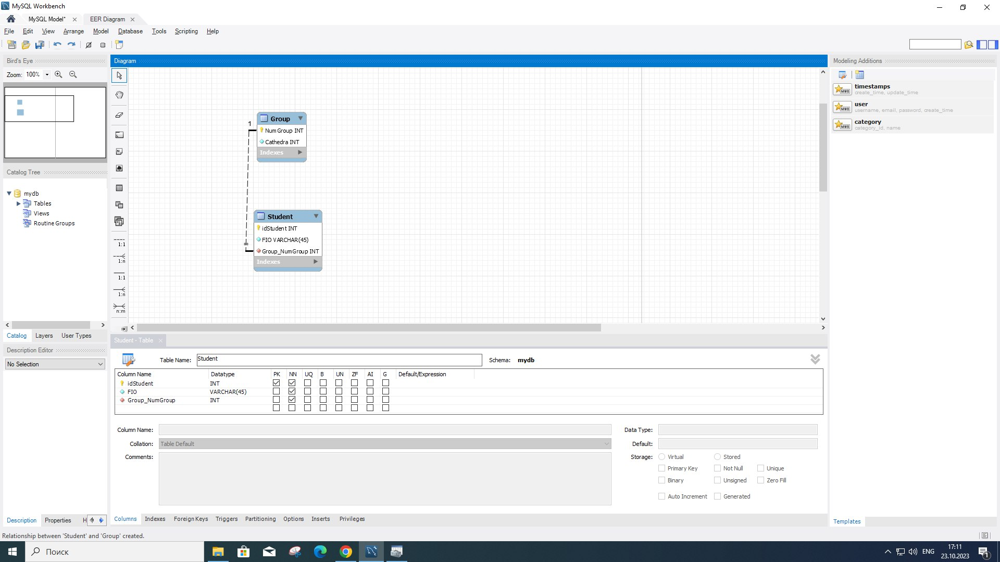 MySQL Workbench
MySQL Model*
EER Diagram
File Edit View Arrange Model Database Tools Scripting Help
Bird's Eye
Zoom: 100%
Catalog Tree
mydb
Tables
Views
Routine Groups
Catalog Layers User Types
Description Editor
No Selection
Description Properties H
Diagram
1:1
1:n
1:1
1:n
n:m
1
Group
NumGroup INT
Cathedra INT
Indexes
∞
Student
idStudent INT
FIO VARCHAR(45)
Group_NumGroup INT
Indexes
Student - Table
Table Name: Student Schema: mydb
Column Name Datatype PK NN UQ B UN ZF AI G Default/Expression
idStudent INT
FIO VARCHAR(45)
Group_NumGroup INT
Column Name: Data Type:
Collation: Table Default Default:
Comments: Storage: Virtual Stored
Primary Key Not Null Unique
Binary Unsigned Zero Fill
Auto Increment Generated
Columns Indexes Foreign Keys Triggers Partitioning Options Inserts Privileges
Modeling Additions
MWB
timestamps
create_time, update_time
MWB
user
username, email, password, create_time
MWB
category
category_id, name
Templates
Relationship between 'Student' and 'Group' created.
Поиск
ENG
17:11
23.10.2023
1